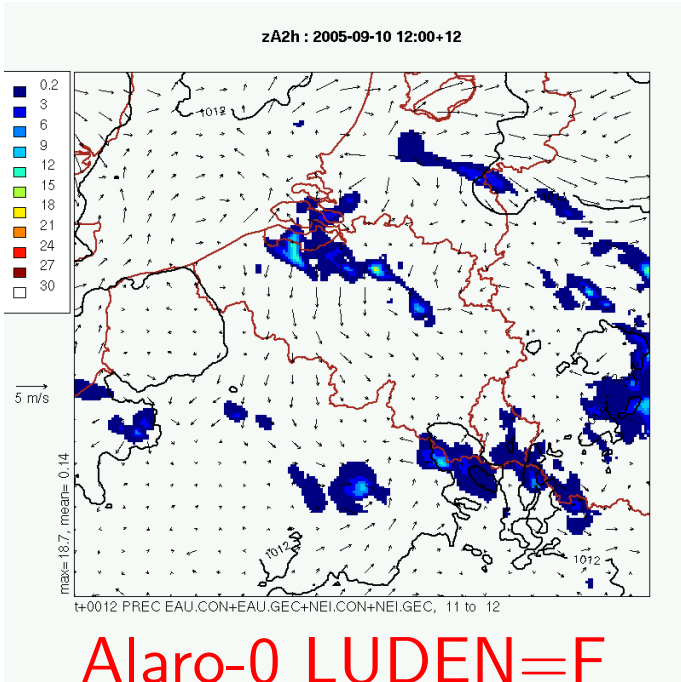 zA2h : 2005-09-10 12:00+12
0.2
3
6
9
12
15
18
21
24
27
30
5 m/s
max=18.7, mean= 0.14
1012
1012
1012
t+0012 PREC EAU.CON+EAU.GEC+NEI.CON+NEI.GEC, 11 to 12
Alaro-0 LUDEN=F